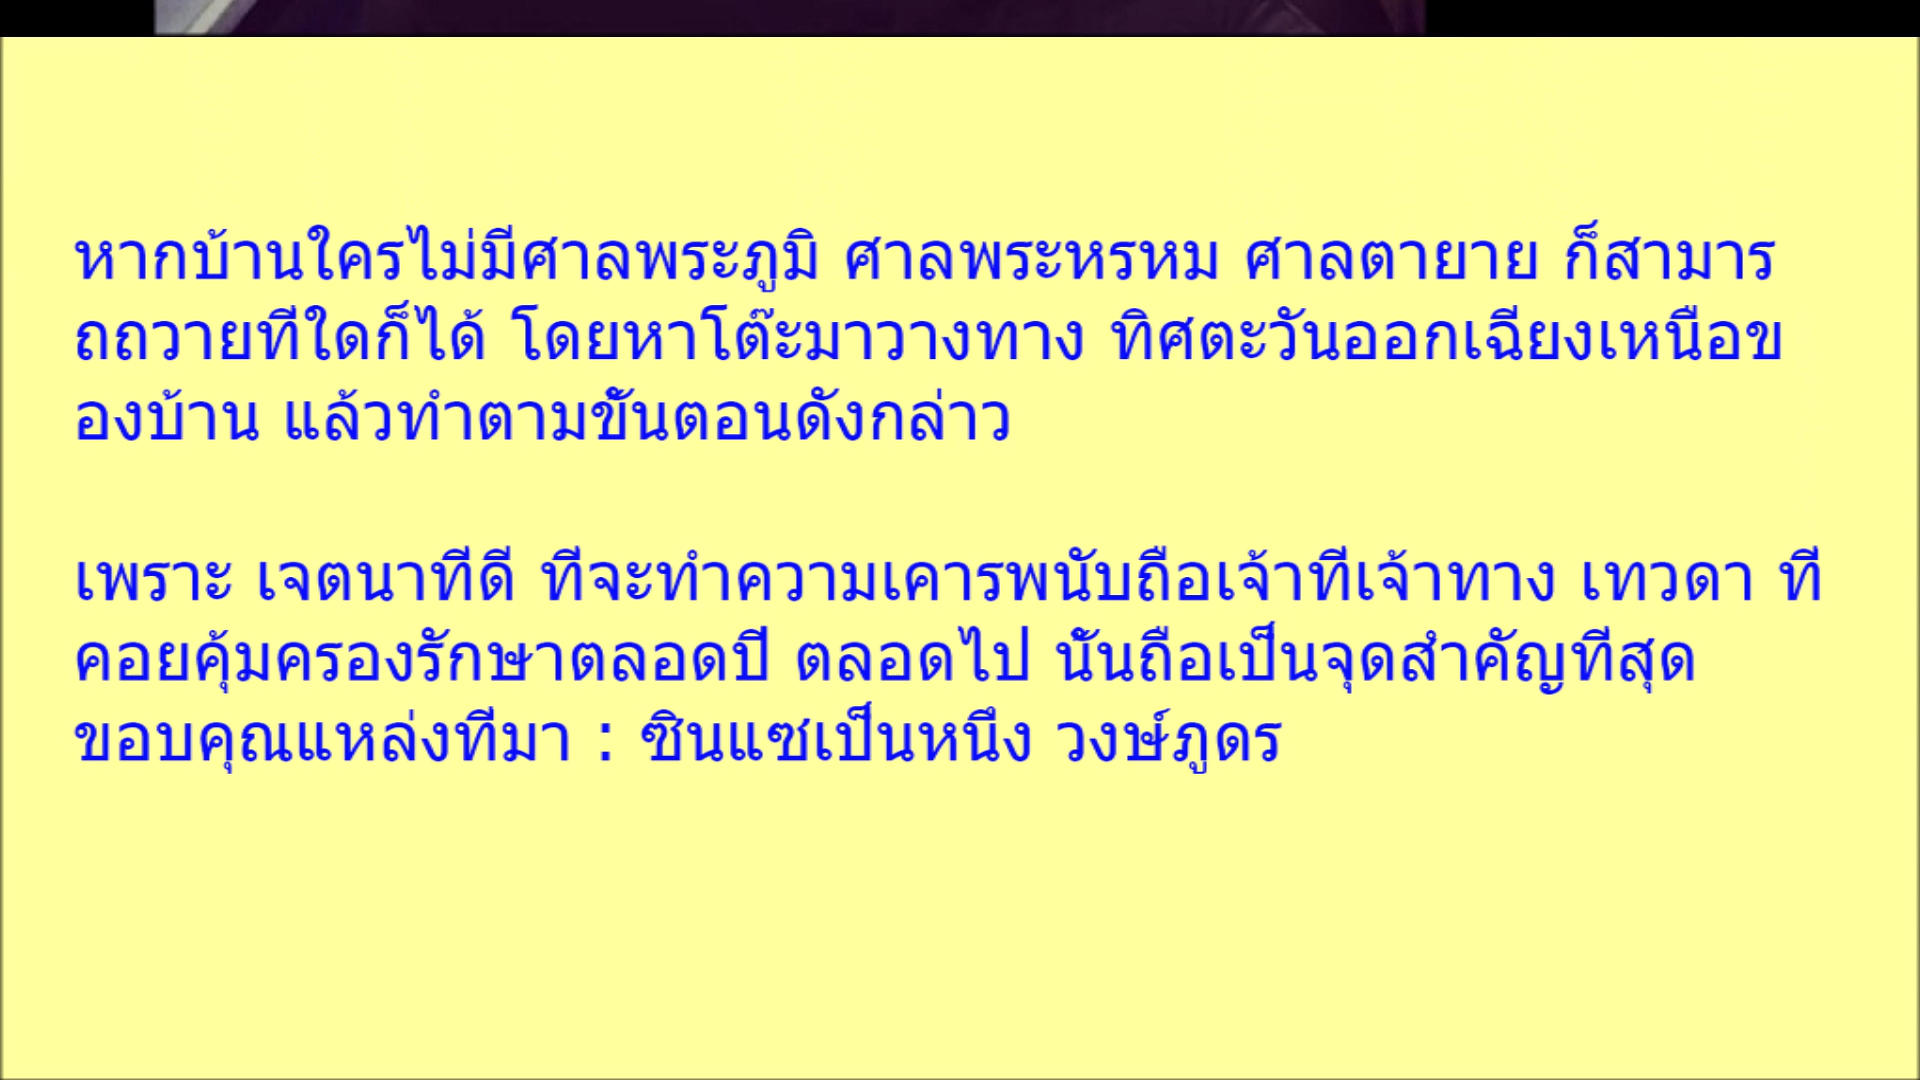 หากบ้านใครไม่มีศาลพระภูมิ ศาลพระหรหม ศาลตายาย ก็สามาร
ถถวายที่ใดก็ได้ โดยหาโต๊ะมาวางทาง ทิศตะวันออกเฉียงเหนือข
องบ้าน แล้วทำตามขั้นตอนดังกล่าว
เพราะ เจตนาที่ดี ที่จะทำความเคารพนับถือเจ้าที่เจ้าทาง เทวดา ที่
คอยคุ้มครองรักษาตลอดปี ตลอดไป นั้นถือเป็นจุดสำคัญที่สุด
ขอบคุณแหล่งที่มา : ซินแซเป็นหนึ่ง วงษ์ภูดร